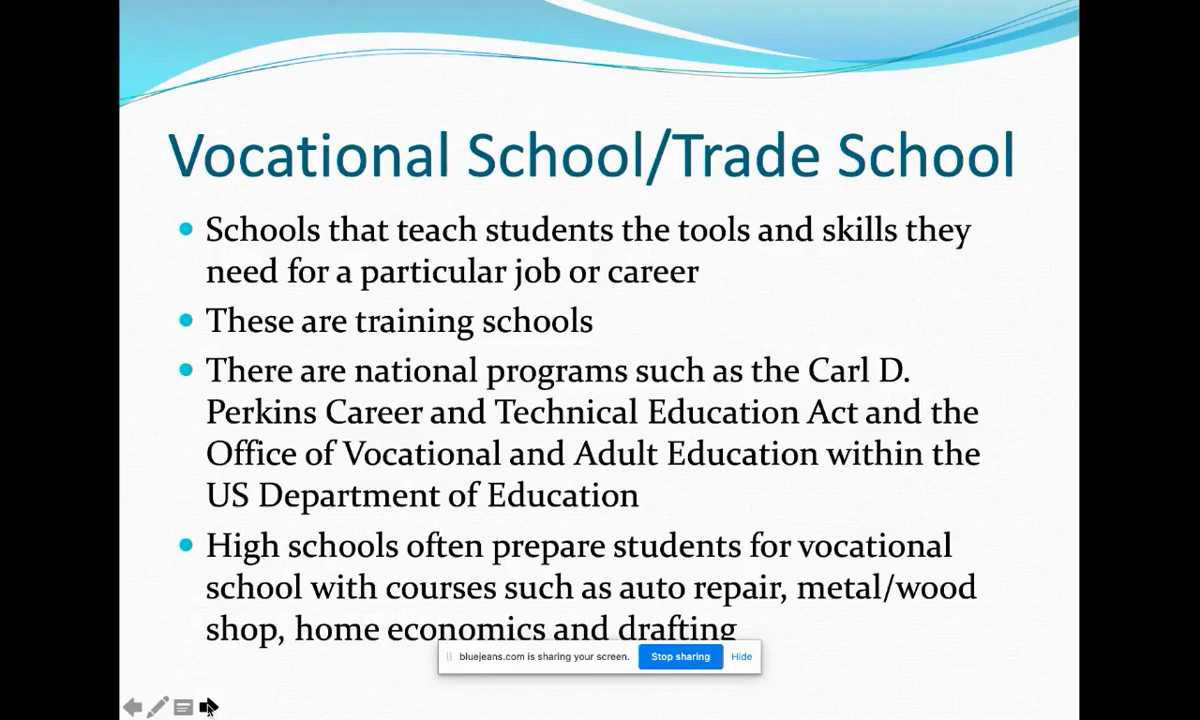 Vocational School/Trade School
Schools that teach students the tools and skills they
need for a particular job or career
These are training schools
There are national programs such as the Carl D.
Perkins Career and Technical Education Act and the
Office of Vocational and Adult Education within the
US Department of Education
High schools often prepare students for vocational
school with courses such as auto repair, metal/wood
shop, home economics and drafting
bluejeans.com is sharing your screen. Stop sharing Hide